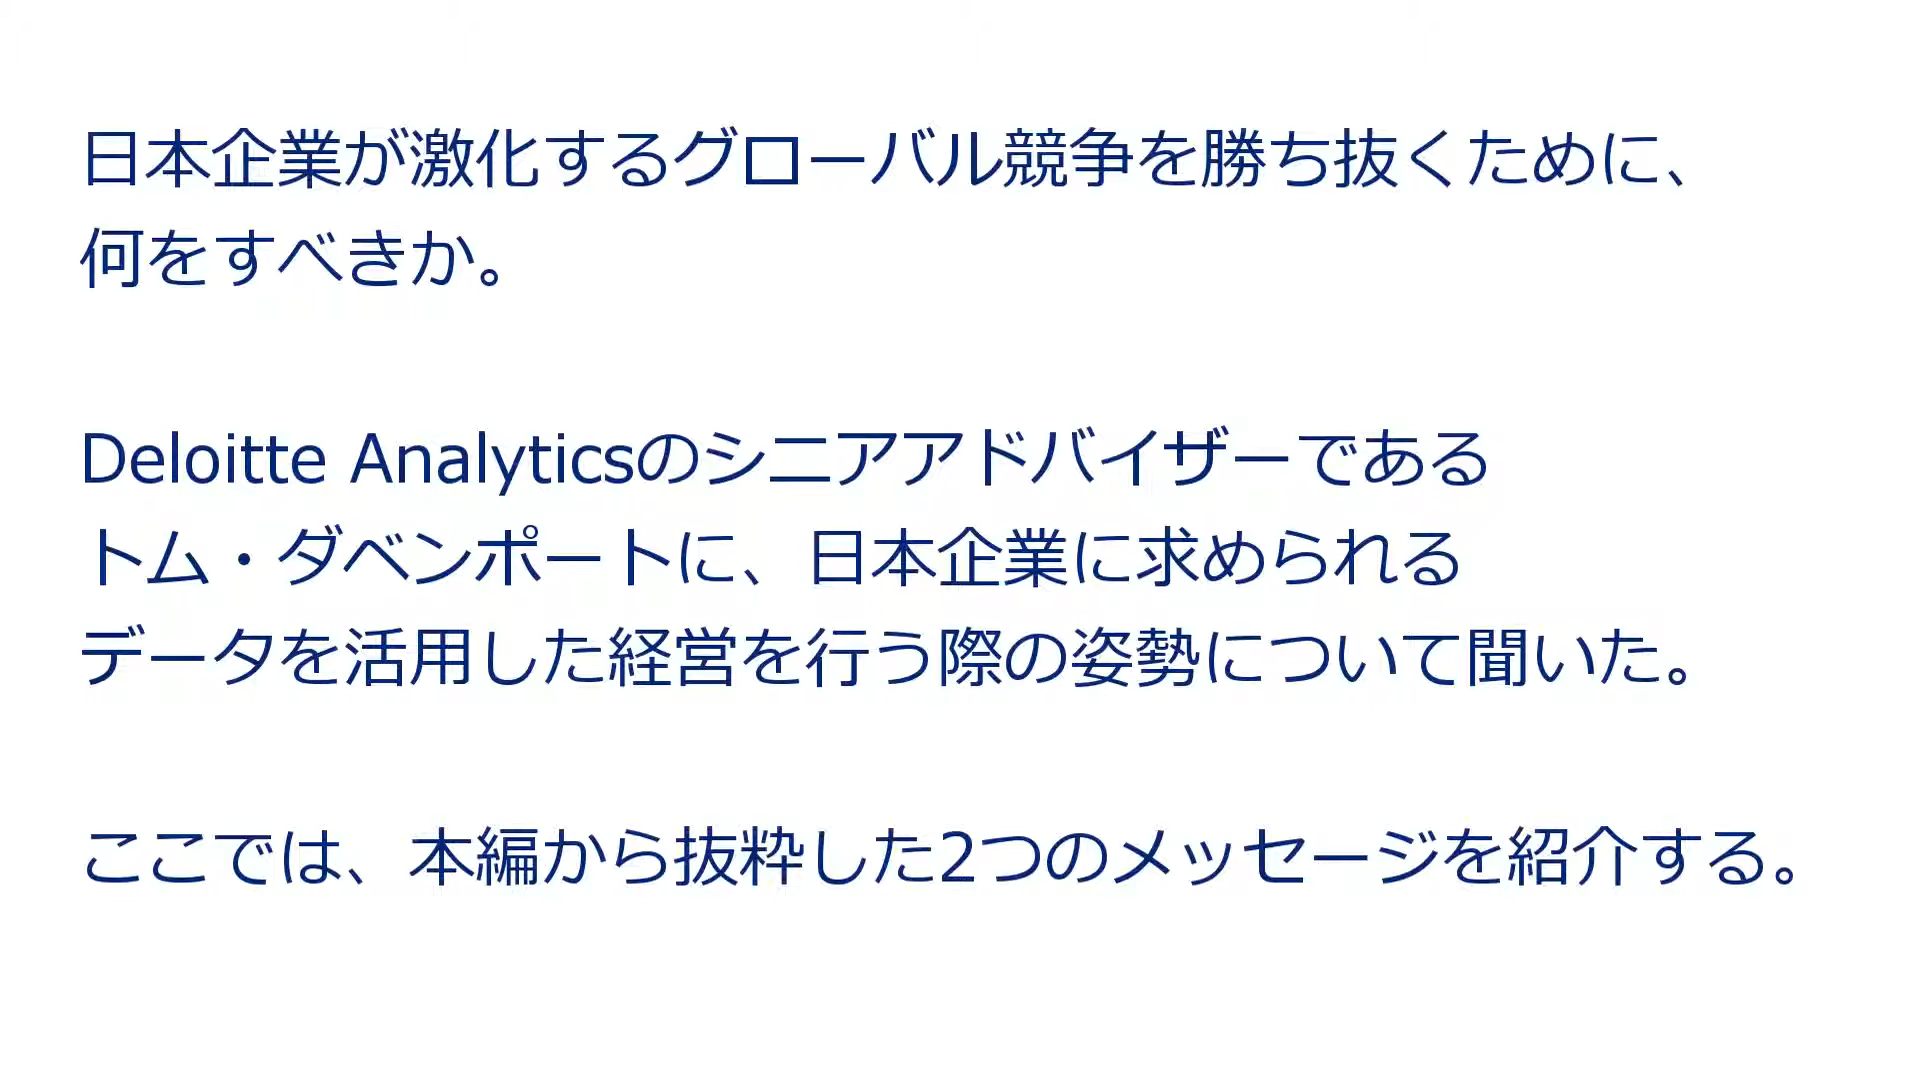 日本企業が激化するグローバル競争を勝ち抜くために、
何をすべきか。
Deloitte Analyticsのシニアアドバイザーである
トム・ダベンポートに、日本企業に求められる
データを活用した経営を行う際の姿勢について聞いた。
ここでは、本編から抜粋した2つのメッセージを紹介する。